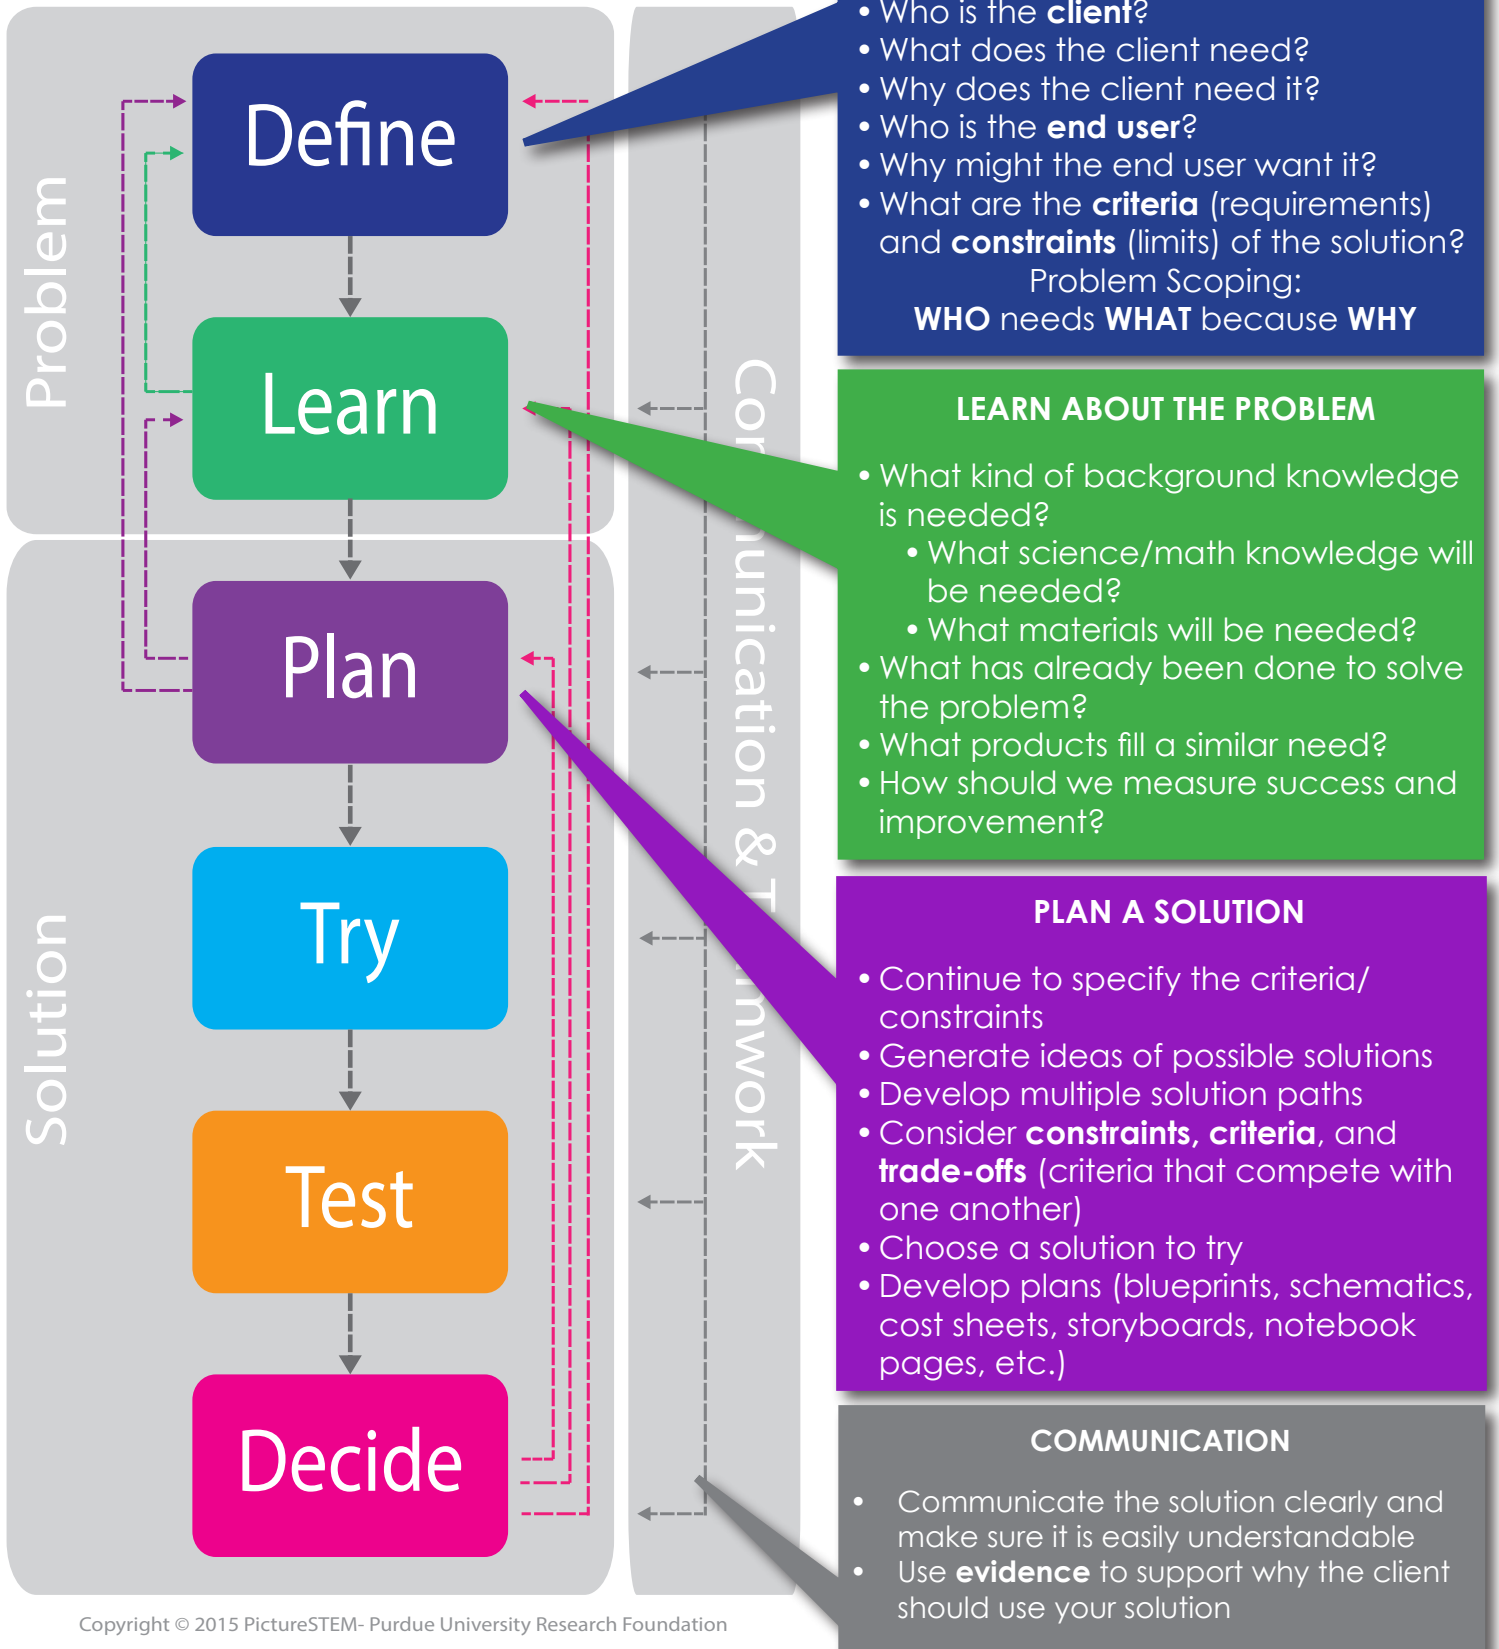 Problem
Define
Learn
Solution
Plan
Try
Test
Decide
Communication & Teamwork
• Who is the client?
• What does the client need?
• Why does the client need it?
• Who is the end user?
• Why might the end user want it?
• What are the criteria (requirements)
and constraints (limits) of the solution?
Problem Scoping:
WHO needs WHAT because WHY
LEARN ABOUT THE PROBLEM
• What kind of background knowledge
is needed?
• What science/math knowledge will
be needed?
• What materials will be needed?
• What has already been done to solve
the problem?
• What products fill a similar need?
• How should we measure success and
improvement?
PLAN A SOLUTION
• Continue to specify the criteria/
constraints
• Generate ideas of possible solutions
• Develop multiple solution paths
• Consider constraints, criteria, and
trade-offs (criteria that compete with
one another)
• Choose a solution to try
• Develop plans (blueprints, schematics,
cost sheets, storyboards, notebook
pages, etc.)
COMMUNICATION
• Communicate the solution clearly and
make sure it is easily understandable
• Use evidence to support why the client
should use your solution
Copyright © 2015 PictureSTEM- Purdue University Research Foundation